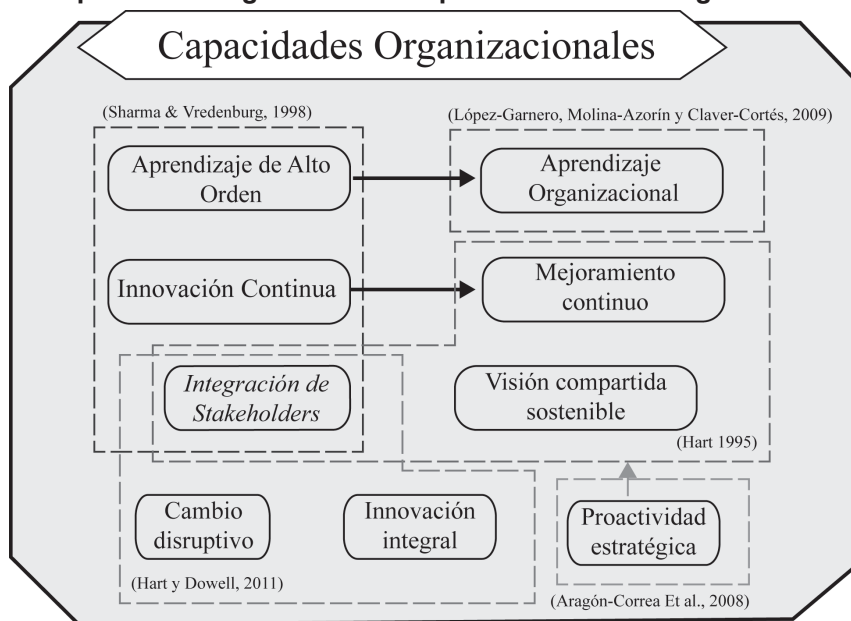 Capacidades Organizacionales
(Sharma & Vredenburg, 1998)
(López-Garnero, Molina-Azorín y Claver-Cortés, 2009)
Aprendizaje de Alto
Orden
Aprendizaje
Organizacional
Innovación Continua
Mejoramiento
continuo
Integración de
Stakeholders
Visión compartida
sostenible
(Hart 1995)
Cambio
disruptivo
Innovación
integral
Proactividad
estratégica
(Hart y Dowell, 2011)
(Aragón-Correa Et al., 2008)